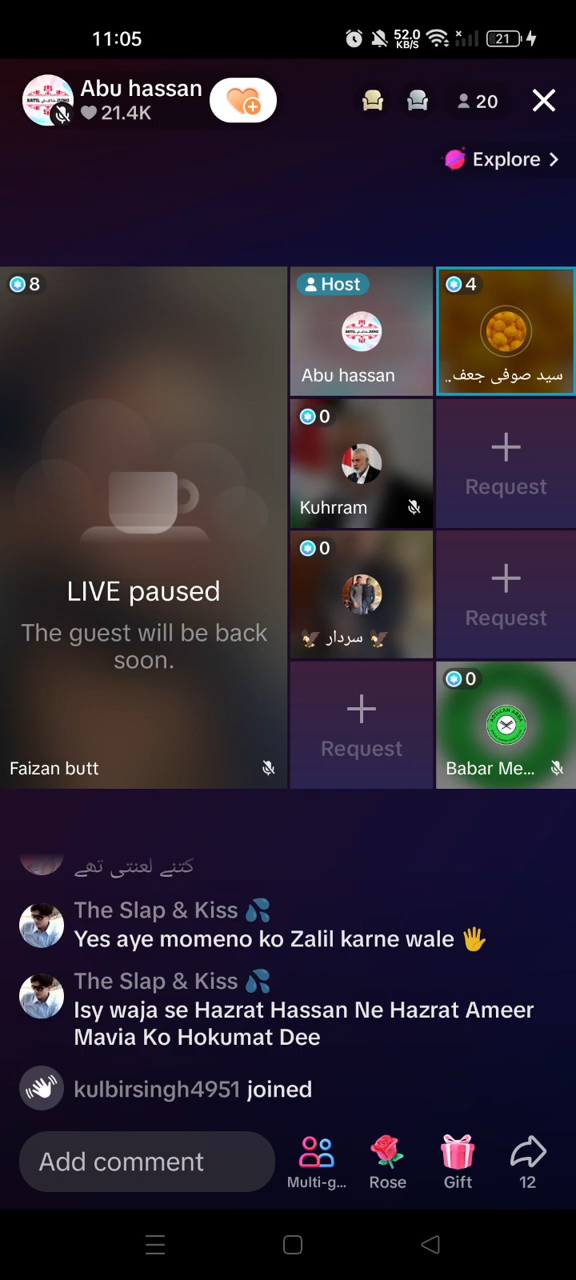 11:05
52.0
KB/S
21
Abu hassan
21.4K
20
Explore
8
Host
4
Abu hassan
سید صوفی جعف..
0
Kuhrram
Request
0
🦅 سردار 🦅
Request
LIVE paused
The guest will be back
soon.
Faizan butt
Request
0
Babar Me...
کتنے لعنتی تھے
The Slap & Kiss 💦
Yes aye momeno ko Zalil karne wale 🖐
The Slap & Kiss 💦
Isy waja se Hazrat Hassan Ne Hazrat Ameer
Mavia Ko Hokumat Dee
kulbirsingh4951 joined
Add comment
Multi-g...
Rose
Gift
12